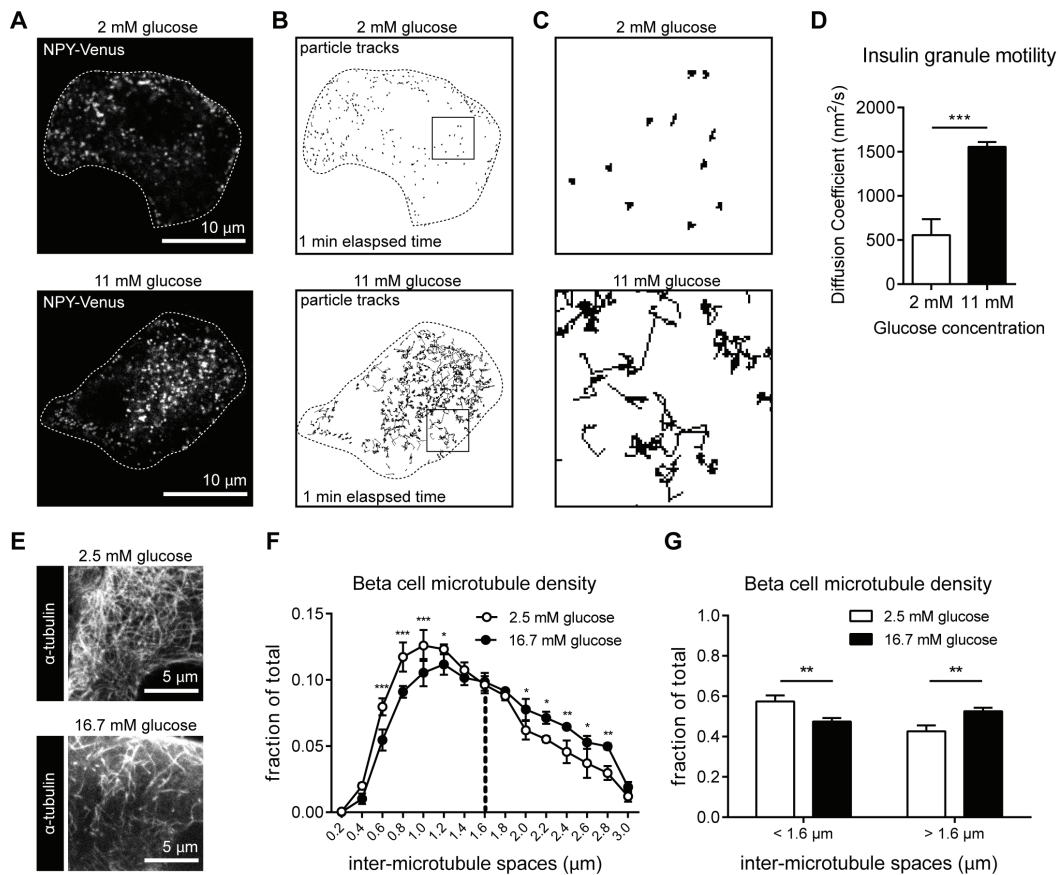 A
2 mM glucose
NPY-Venus
10 µm
11 mM glucose
NPY-Venus
10 µm
B
2 mM glucose
particle tracks
1 min elaspsed time
11 mM glucose
particle tracks
1 min elaspsed time
C
2 mM glucose
11 mM glucose
D
Insulin granule motility
Diffusion Coefficient (nm²/s)
2000
1500
1000
500
0
***
2 mM
11 mM
Glucose concentration
E
2.5 mM glucose
α-tubulin
5 µm
16.7 mM glucose
α-tubulin
5 µm
F
Beta cell microtubule density
2.5 mM glucose
16.7 mM glucose
fraction of total
0.15
0.10
0.05
0.00
*** *** *** * * * ** * **
0.2 0.4 0.6 0.8 1.0 1.2 1.4 1.6 1.8 2.0 2.2 2.4 2.6 2.8 3.0
inter-microtubule spaces (µm)
G
Beta cell microtubule density
2.5 mM glucose
16.7 mM glucose
fraction of total
1.0
0.8
0.6
0.4
0.2
0.0
** **
< 1.6 µm > 1.6 µm
inter-microtubule spaces (µm)